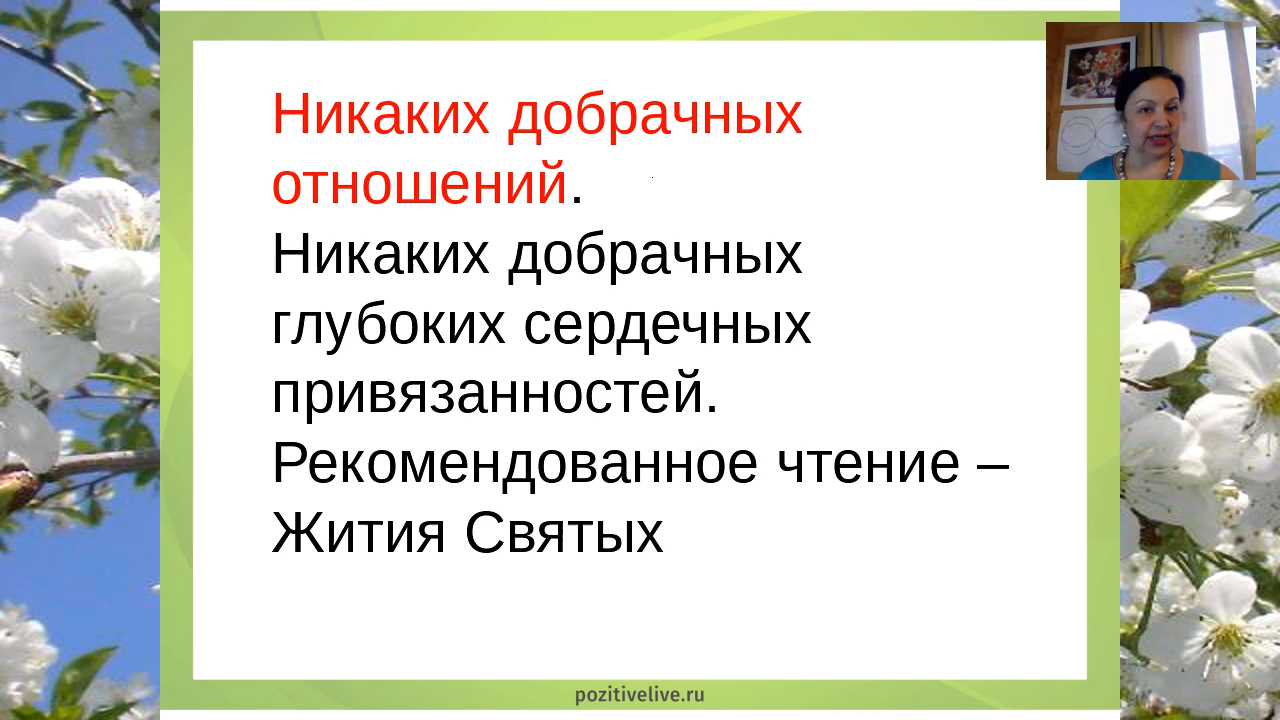 Никаких добрачных
отношений.
Никаких добрачных
глубоких сердечных
привязанностей.
Рекомендованное чтение –
Жития Святых
pozitivelive.ru